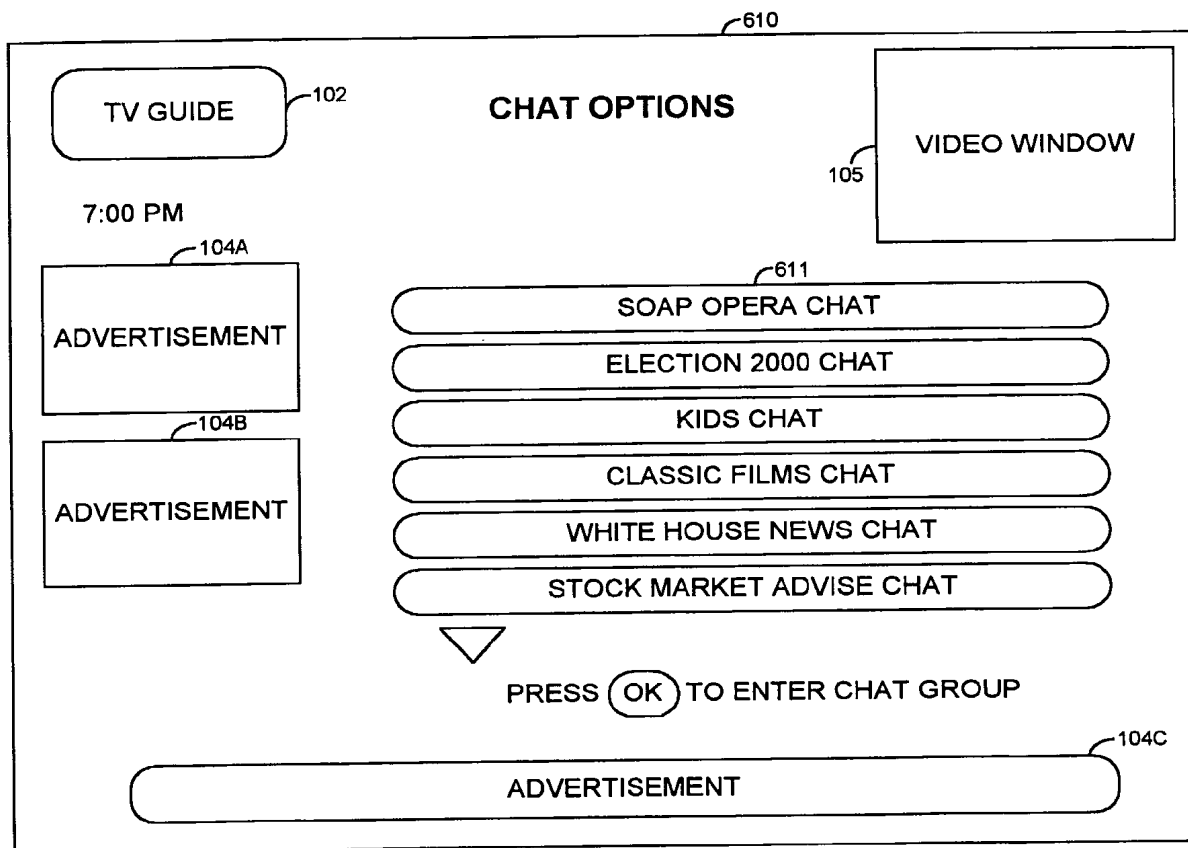 610
TV GUIDE
102
CHAT OPTIONS
VIDEO WINDOW
105
7:00 PM
104A
ADVERTISEMENT
611
SOAP OPERA CHAT
ELECTION 2000 CHAT
KIDS CHAT
104B
ADVERTISEMENT
CLASSIC FILMS CHAT
WHITE HOUSE NEWS CHAT
STOCK MARKET ADVISE CHAT
PRESS OK TO ENTER CHAT GROUP
104C
ADVERTISEMENT